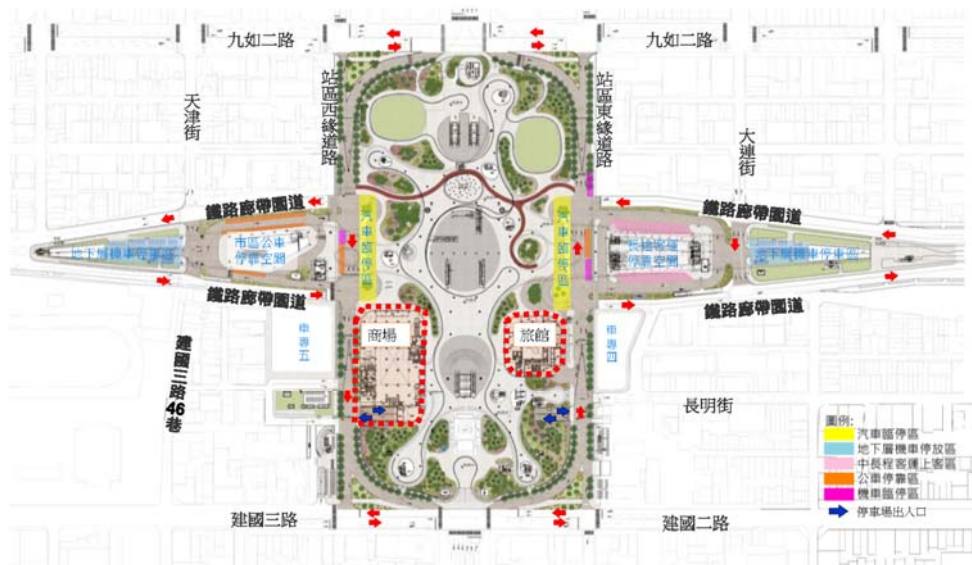 九如二路
九如二路
站區西緣道路
站區東緣道路
天津街
大連街
鐵路廊帶園道
鐵路廊帶園道
汽車臨停區
汽車臨停區
地下層機車停車區
市區公車
停靠空間
長途客運
停靠空間
地下層機車停車區
鐵路廊帶園道
鐵路廊帶園道
建國三路46巷
車專五
商場
旅館
車專四
長明街
圖例:
汽車臨停區
地下層機車停放區
中長程客運上客區
公車停靠區
機車臨停區
停車場出入口
建國三路
建國二路